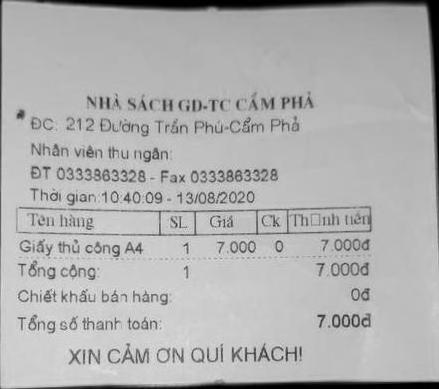 NHÀ SÁCH GD-TC CẨM PHẢ
ĐC: 212 Đường Trần Phú-Cẩm Phả
Nhân viên thu ngân:
ĐT 0333863328 - Fax 0333863328
Thời gian:10:40:09 - 13/08/2020
Tên hàng SL Giá Ck Th□nh tiền
Giấy thủ công A4 1 7.000 0 7.000đ
Tổng cộng: 1 7.000đ
Chiết khấu bán hàng: 0đ
Tổng số thanh toán: 7.000đ
XIN CẢM ƠN QUÍ KHÁCH!